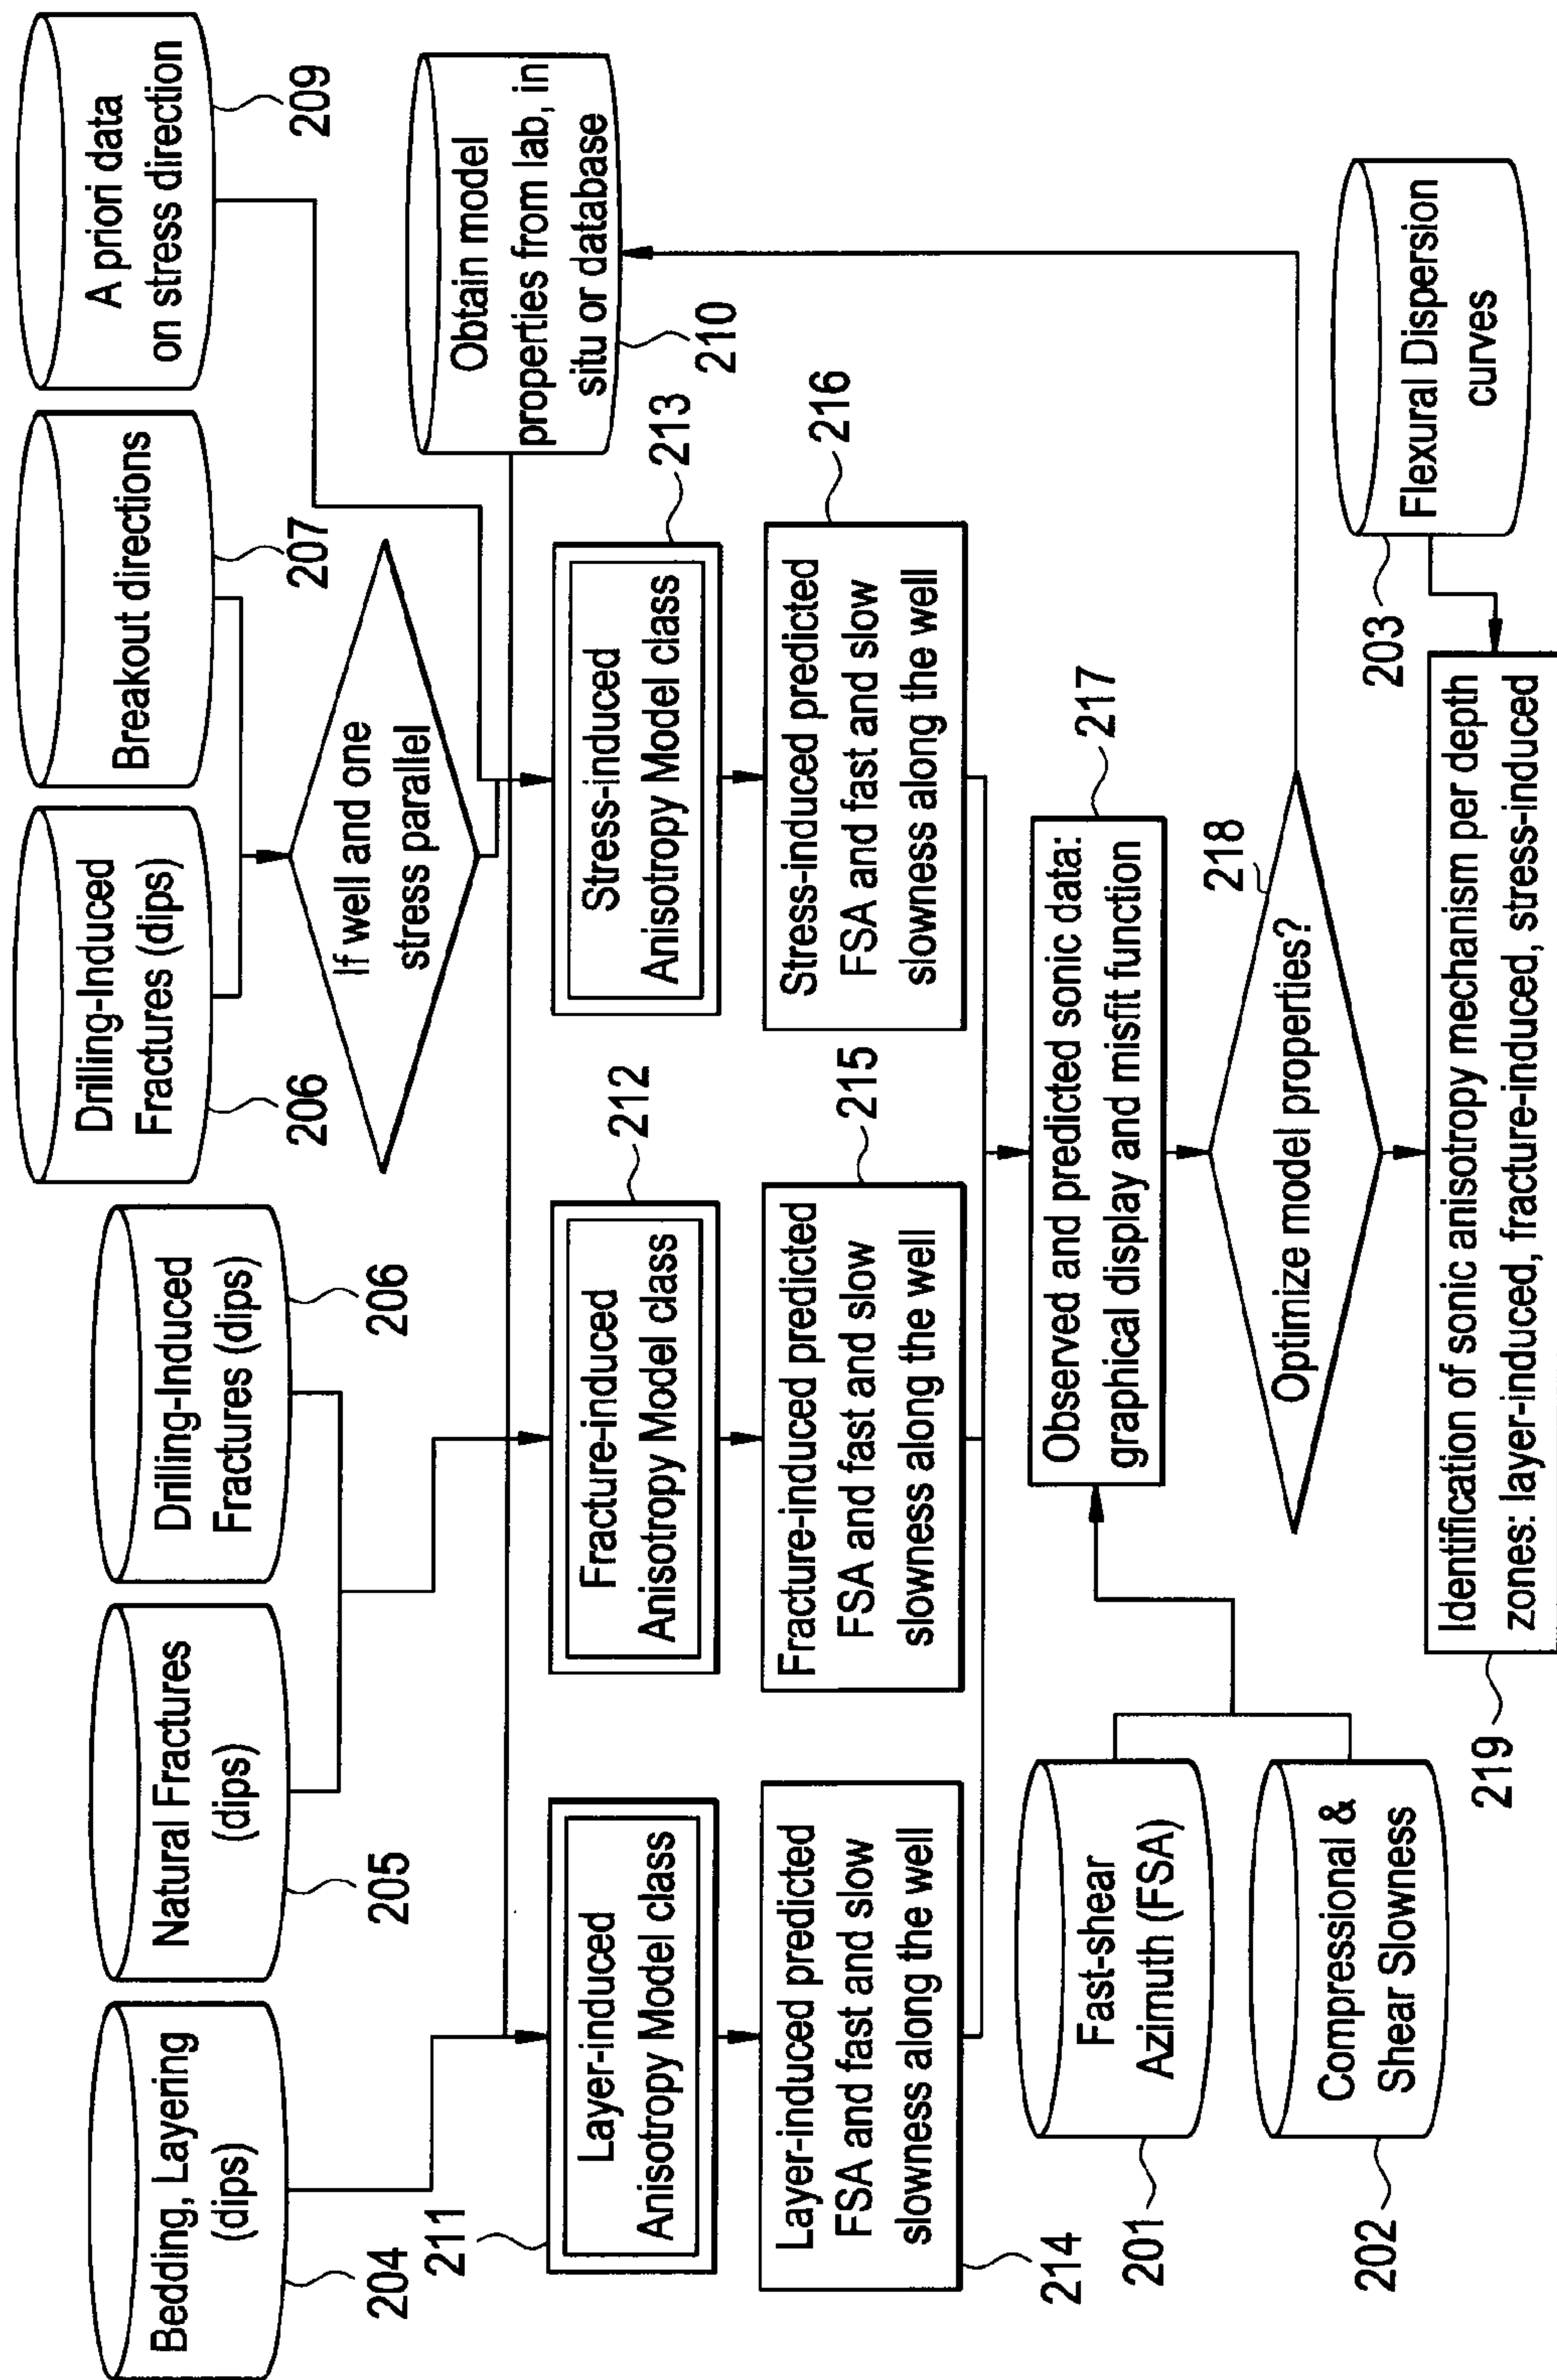 Bedding, Layering
(dips)
204
Natural Fractures
(dips)
205
Drilling-Induced
Fractures (dips)
206
Drilling-Induced
Fractures (dips)
206
Breakout directions
207
A priori data
on stress direction
209
If well and one
stress parallel
Obtain model
properties from lab, in
situ or database
210
211
Layer-induced
Anisotropy Model class
212
Fracture-induced
Anisotropy Model class
213
Stress-induced
Anisotropy Model class
Layer-induced predicted
FSA and fast and slow
slowness along the well
214
Fracture-induced predicted
FSA and fast and slow
slowness along the well
215
Stress-induced predicted
FSA and fast and slow
slowness along the well
216
Fast-shear
Azimuth (FSA)
201
Compressional &
Shear Slowness
202
Observed and predicted sonic data:
graphical display and misfit function
217
Optimize model properties?
218
Flexural Dispersion
curves
203
Identification of sonic anisotropy mechanism per depth
zones: layer-induced, fracture-induced, stress-induced
219